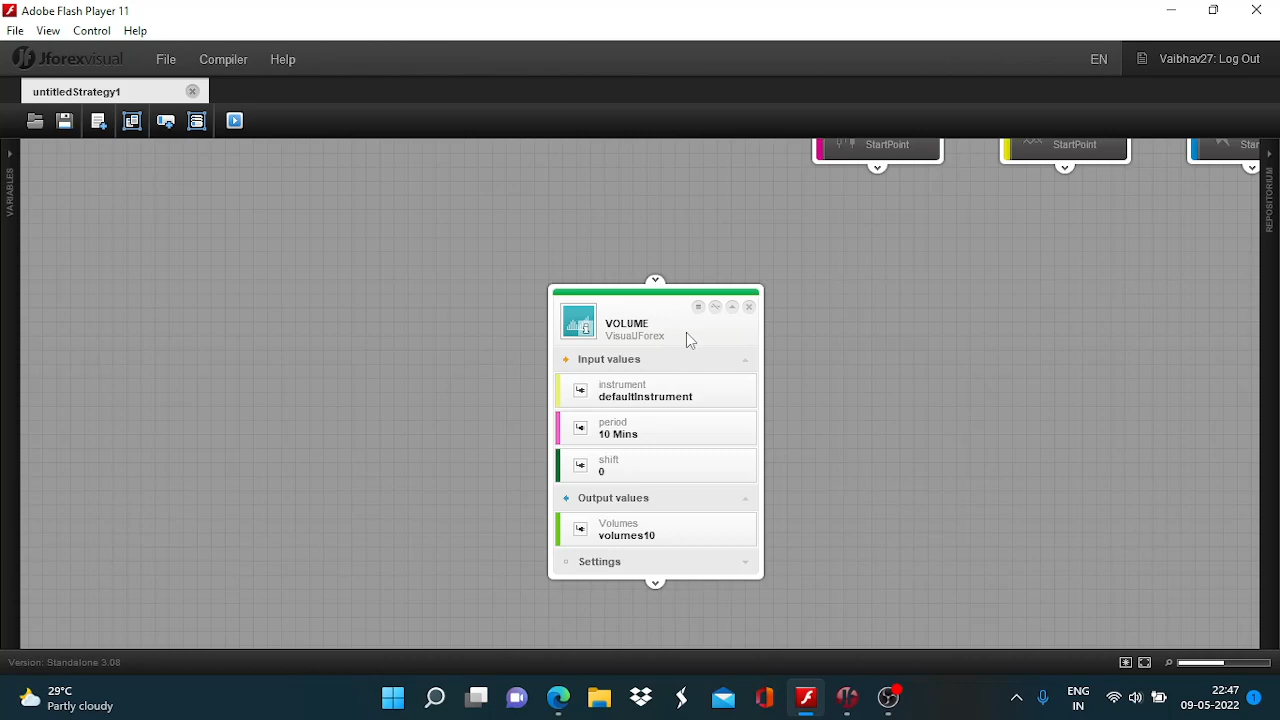 Adobe Flash Player 11
File View Control Help
Jforexvisual File Compiler Help EN Vaibhav27: Log Out
untitledStrategy1
VARIABLES
REPOSITORIUM
StartPoint StartPoint
VOLUME
VisualJForex
Input values
instrument
defaultInstrument
period
10 Mins
shift
0
Output values
Volumes
volumes10
Settings
Version: Standalone 3.08
29°C
Partly cloudy
ENG
IN
22:47
09-05-2022
1